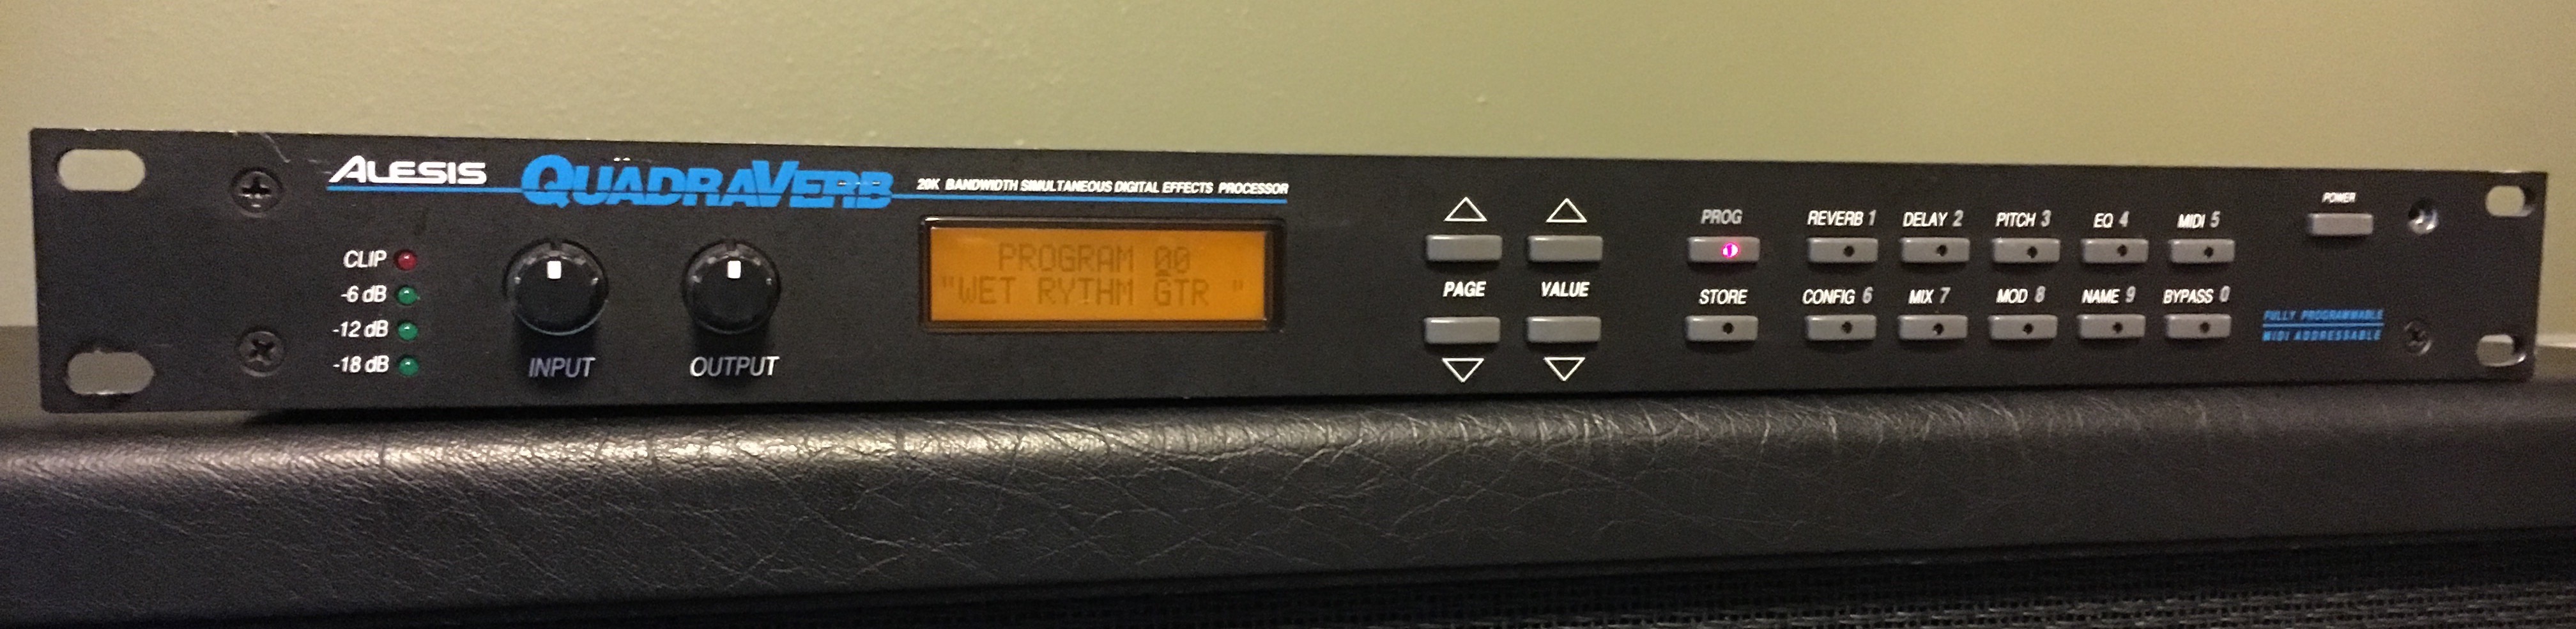 ALESIS QUADRAVERB 20K BANDWIDTH SIMULTANEOUS DIGITAL EFFECTS PROCESSOR
CLIP
-6 dB
-12 dB
-18 dB
INPUT
OUTPUT
PROGRAM 00
"WET RYTHM GTR "
PAGE
VALUE
PROG
STORE
REVERB 1
DELAY 2
PITCH 3
EQ 4
MIDI 5
CONFIG 6
MIX 7
MOD 8
NAME 9
BYPASS 0
POWER
FULLY PROGRAMMABLE
MIDI ADDRESSABLE